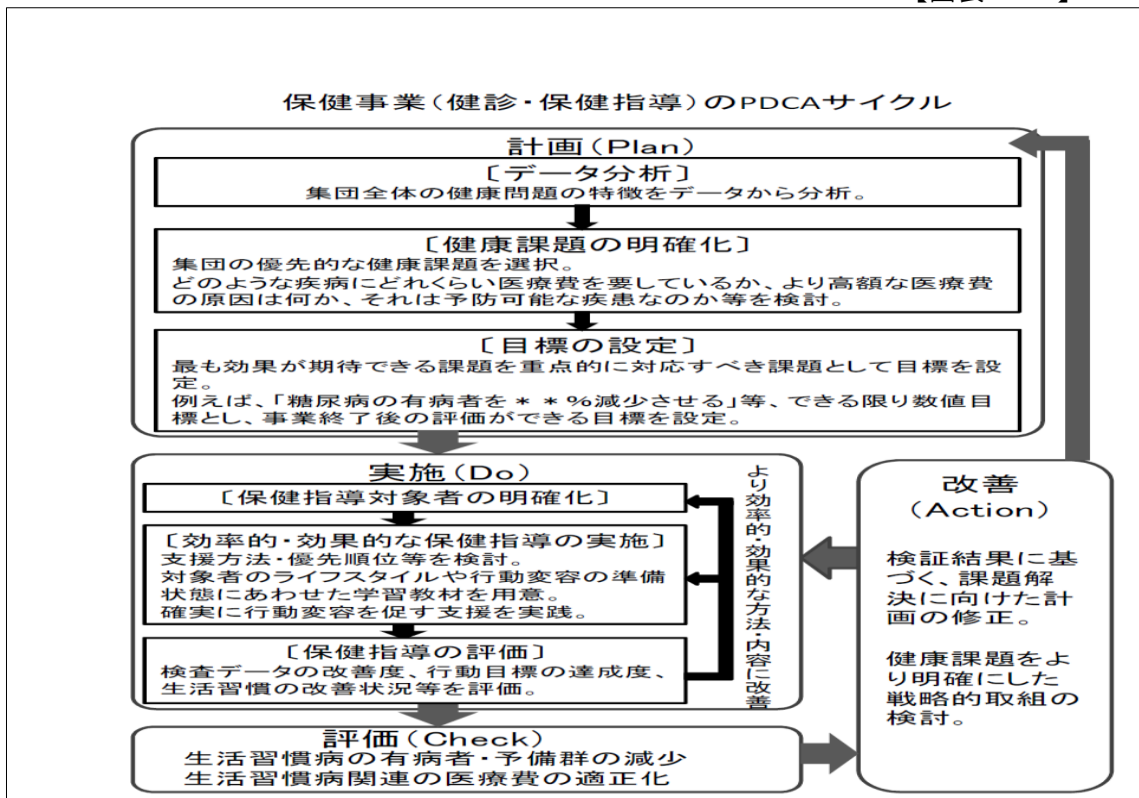 保健事業(健診・保健指導)のPDCAサイクル
計画(Plan)
〔データ分析〕
集団全体の健康問題の特徴をデータから分析。
〔健康課題の明確化〕
集団の優先的な健康課題を選択。
どのような疾病にどれくらい医療費を要しているか、より高額な医療費
の原因は何か、それは予防可能な疾患なのか等を検討。
〔目標の設定〕
最も効果が期待できる課題を重点的に対応すべき課題として目標を設
定。
例えば、「糖尿病の有病者を**%減少させる」等、できる限り数値目
標とし、事業終了後の評価ができる目標を設定。
実施(Do)
〔保健指導対象者の明確化〕
〔効率的・効果的な保健指導の実施〕
支援方法・優先順位等を検討。
対象者のライフスタイルや行動変容の準備
状態にあわせた学習教材を用意。
確実に行動変容を促す支援を実践。
〔保健指導の評価〕
検査データの改善度、行動目標の達成度、
生活習慣の改善状況等を評価。
より効率的・効果的な方法・内容に改善
評価(Check)
生活習慣病の有病者・予備群の減少
生活習慣病関連の医療費の適正化
改善
(Action)
検証結果に基
づく、課題解
決に向けた計
画の修正。
健康課題をよ
り明確にした
戦略的取組の
検討。